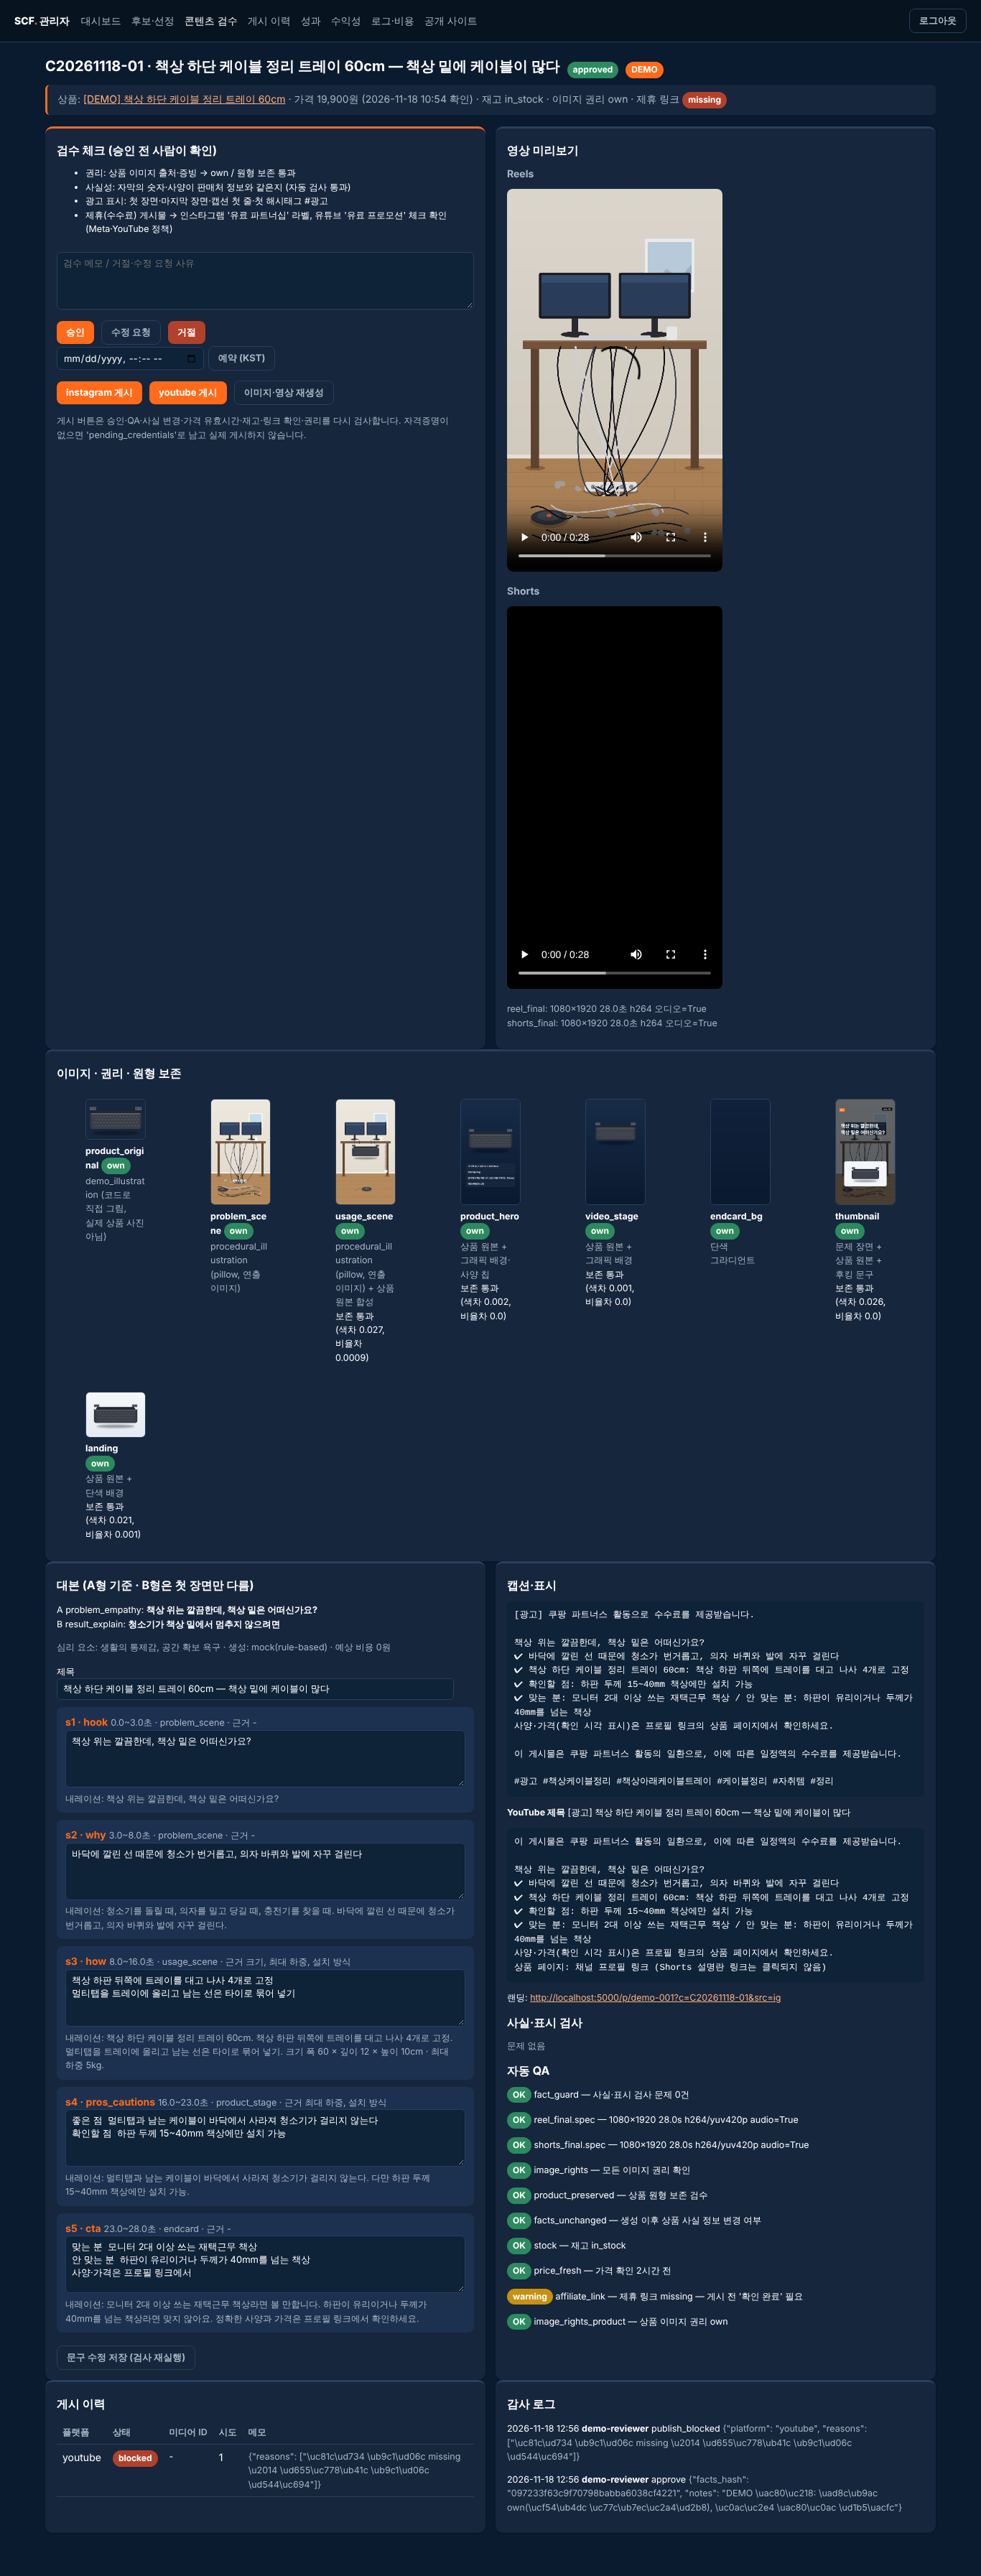 SCF. 관리자 대시보드 후보·선정 콘텐츠 검수 게시 이력 성과 수익성 로그·비용 공개 사이트 로그아웃
C20261118-01 · 책상 하단 케이블 정리 트레이 60cm — 책상 밑에 케이블이 많다 approved DEMO
상품: [DEMO] 책상 하단 케이블 정리 트레이 60cm · 가격 19,900원 (2026-11-18 10:54 확인) · 재고 in_stock · 이미지 권리 own · 제휴 링크 missing
검수 체크 (승인 전 사람이 확인)
권리: 상품 이미지 출처·증빙 → own / 원형 보존 통과
사실성: 자막의 숫자·사양이 판매처 정보와 같은지 (자동 검사 통과)
광고 표시: 첫 장면·마지막 장면·캡션 첫 줄·첫 해시태그 #광고
제휴(수수료) 게시물 → 인스타그램 '유료 파트너십' 라벨, 유튜브 '유료 프로모션' 체크 확인
(Meta·YouTube 정책)
검수 메모 / 거절·수정 요청 사유
승인 수정 요청 거절
mm/dd/yyyy, --:-- -- 예약 (KST)
instagram 게시 youtube 게시 이미지·영상 재생성
게시 버튼은 승인·QA·사실 변경·가격 유효시간·재고·링크 확인·권리를 다시 검사합니다. 자격증명이
없으면 'pending_credentials'로 남고 실제 게시하지 않습니다.
영상 미리보기
Reels
0:00 / 0:28
Shorts
0:00 / 0:28
reel_final: 1080×1920 28.0초 h264 오디오=True
shorts_final: 1080×1920 28.0초 h264 오디오=True
이미지 · 권리 · 원형 보존
product_origi
nal own
demo_illustrat
ion (코드로
직접 그림,
실제 상품 사진
아님)
problem_sce
ne own
procedural_ill
ustration
(pillow, 연출
이미지)
usage_scene
own
procedural_ill
ustration
(pillow, 연출
이미지) + 상품
원본 합성
보존 통과
(색차 0.027,
비율차
0.0009)
product_hero
own
상품 원본 +
그래픽 배경·
사양 칩
보존 통과
(색차 0.002,
비율차 0.0)
video_stage
own
상품 원본 +
그래픽 배경
보존 통과
(색차 0.001,
비율차 0.0)
endcard_bg
own
단색
그라디언트
책상 위는 깔끔한데,
책상 밑은 어떠신가요?
thumbnail
own
문제 장면 +
상품 원본 +
후킹 문구
보존 통과
(색차 0.026,
비율차 0.0)
landing
own
상품 원본 +
단색 배경
보존 통과
(색차 0.021,
비율차 0.001)
대본 (A형 기준 · B형은 첫 장면만 다름)
A problem_empathy: 책상 위는 깔끔한데, 책상 밑은 어떠신가요?
B result_explain: 청소기가 책상 밑에서 멈추지 않으려면
심리 요소: 생활의 통제감, 공간 확보 욕구 · 생성: mock(rule-based) · 예상 비용 0원
제목
책상 하단 케이블 정리 트레이 60cm — 책상 밑에 케이블이 많다
s1 · hook 0.0~3.0초 · problem_scene · 근거 -
책상 위는 깔끔한데, 책상 밑은 어떠신가요?
내레이션: 책상 위는 깔끔한데, 책상 밑은 어떠신가요?
s2 · why 3.0~8.0초 · problem_scene · 근거 -
바닥에 깔린 선 때문에 청소가 번거롭고, 의자 바퀴와 발에 자꾸 걸린다
내레이션: 청소기를 돌릴 때, 의자를 밀고 당길 때, 충전기를 찾을 때. 바닥에 깔린 선 때문에 청소가
번거롭고, 의자 바퀴와 발에 자꾸 걸린다.
s3 · how 8.0~16.0초 · usage_scene · 근거 크기, 최대 하중, 설치 방식
책상 하판 뒤쪽에 트레이를 대고 나사 4개로 고정
멀티탭을 트레이에 올리고 남는 선은 타이로 묶어 넣기
내레이션: 책상 하단 케이블 정리 트레이 60cm. 책상 하판 뒤쪽에 트레이를 대고 나사 4개로 고정.
멀티탭을 트레이에 올리고 남는 선은 타이로 묶어 넣기. 크기 폭 60 × 깊이 12 × 높이 10cm · 최대
하중 5kg.
s4 · pros_cautions 16.0~23.0초 · product_stage · 근거 최대 하중, 설치 방식
좋은 점 멀티탭과 남는 케이블이 바닥에서 사라져 청소기가 걸리지 않는다
확인할 점 하판 두께 15~40mm 책상에만 설치 가능
내레이션: 멀티탭과 남는 케이블이 바닥에서 사라져 청소기가 걸리지 않는다. 다만 하판 두께
15~40mm 책상에만 설치 가능.
s5 · cta 23.0~28.0초 · endcard · 근거 -
맞는 분 모니터 2대 이상 쓰는 재택근무 책상
안 맞는 분 하판이 유리이거나 두께가 40mm를 넘는 책상
사양·가격은 프로필 링크에서
내레이션: 모니터 2대 이상 쓰는 재택근무 책상라면 볼 만합니다. 하판이 유리이거나 두께가
40mm를 넘는 책상라면 맞지 않아요. 정확한 사양과 가격은 프로필 링크에서 확인하세요.
문구 수정 저장 (검사 재실행)
캡션·표시
[광고] 쿠팡 파트너스 활동으로 수수료를 제공받습니다.
책상 위는 깔끔한데, 책상 밑은 어떠신가요?
✔ 바닥에 깔린 선 때문에 청소가 번거롭고, 의자 바퀴와 발에 자꾸 걸린다
✔ 책상 하단 케이블 정리 트레이 60cm: 책상 하판 뒤쪽에 트레이를 대고 나사 4개로 고정
✔ 확인할 점: 하판 두께 15~40mm 책상에만 설치 가능
✔ 맞는 분: 모니터 2대 이상 쓰는 재택근무 책상 / 안 맞는 분: 하판이 유리이거나 두께가
40mm를 넘는 책상
사양·가격(확인 시각 표시)은 프로필 링크의 상품 페이지에서 확인하세요.
이 게시물은 쿠팡 파트너스 활동의 일환으로, 이에 따른 일정액의 수수료를 제공받습니다.
#광고 #책상케이블정리 #책상아래케이블트레이 #케이블정리 #자취템 #정리
YouTube 제목 [광고] 책상 하단 케이블 정리 트레이 60cm — 책상 밑에 케이블이 많다
이 게시물은 쿠팡 파트너스 활동의 일환으로, 이에 따른 일정액의 수수료를 제공받습니다.
책상 위는 깔끔한데, 책상 밑은 어떠신가요?
✔ 바닥에 깔린 선 때문에 청소가 번거롭고, 의자 바퀴와 발에 자꾸 걸린다
✔ 책상 하단 케이블 정리 트레이 60cm: 책상 하판 뒤쪽에 트레이를 대고 나사 4개로 고정
✔ 확인할 점: 하판 두께 15~40mm 책상에만 설치 가능
✔ 맞는 분: 모니터 2대 이상 쓰는 재택근무 책상 / 안 맞는 분: 하판이 유리이거나 두께가
40mm를 넘는 책상
사양·가격(확인 시각 표시)은 프로필 링크의 상품 페이지에서 확인하세요.
상품 페이지: 채널 프로필 링크 (Shorts 설명란 링크는 클릭되지 않음)
랜딩: http://localhost:5000/p/demo-001?c=C20261118-01&src=ig
사실·표시 검사
문제 없음
자동 QA
OK fact_guard — 사실·표시 검사 문제 0건
OK reel_final.spec — 1080×1920 28.0s h264/yuv420p audio=True
OK shorts_final.spec — 1080×1920 28.0s h264/yuv420p audio=True
OK image_rights — 모든 이미지 권리 확인
OK product_preserved — 상품 원형 보존 검수
OK facts_unchanged — 생성 이후 상품 사실 정보 변경 여부
OK stock — 재고 in_stock
OK price_fresh — 가격 확인 2시간 전
warning affiliate_link — 제휴 링크 missing — 게시 전 '확인 완료' 필요
OK image_rights_product — 상품 이미지 권리 own
게시 이력
플랫폼 상태 미디어 ID 시도 메모
youtube blocked - 1 {"reasons": ["\uc81c\ud734 \ub9c1\ud06c missing
\u2014 \ud655\uc778\ub41c \ub9c1\ud06c
\ud544\uc694"]}
감사 로그
2026-11-18 12:56 demo-reviewer publish_blocked {"platform": "youtube", "reasons":
["\uc81c\ud734 \ub9c1\ud06c missing \u2014 \ud655\uc778\ub41c \ub9c1\ud06c
\ud544\uc694"]}
2026-11-18 12:56 demo-reviewer approve {"facts_hash":
"097233f63c9f70798babba6038cf4221", "notes": "DEMO \uac80\uc218: \uad8c\ub9ac
own(\ucf54\ub4dc \uc77c\ub7ec\uc2a4\ud2b8), \uc0ac\uc2e4 \uac80\uc0ac \ud1b5\uacfc"}